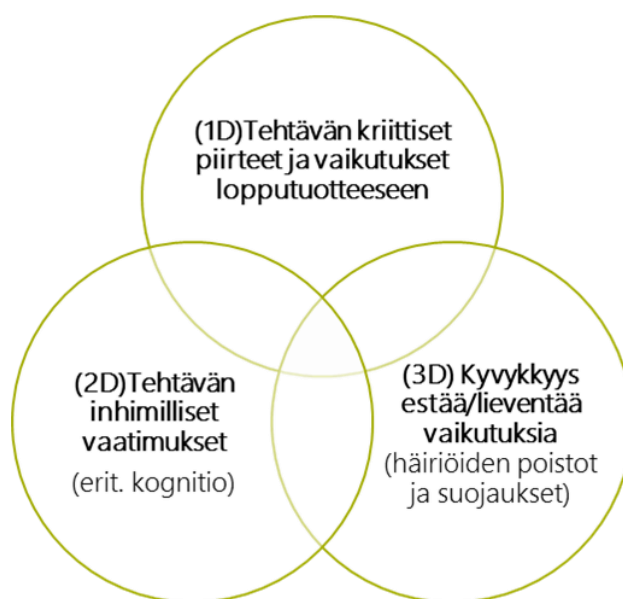 (1D)Tehtävän kriittiset
piirteet ja vaikutukset
lopputuotteeseen
(2D)Tehtävän
inhimilliset
vaatimukset
(erit. kognitio)
(3D) Kyvykkyys
estää/lieventää
vaikutuksia
(häiriöiden poistot
ja suojaukset)